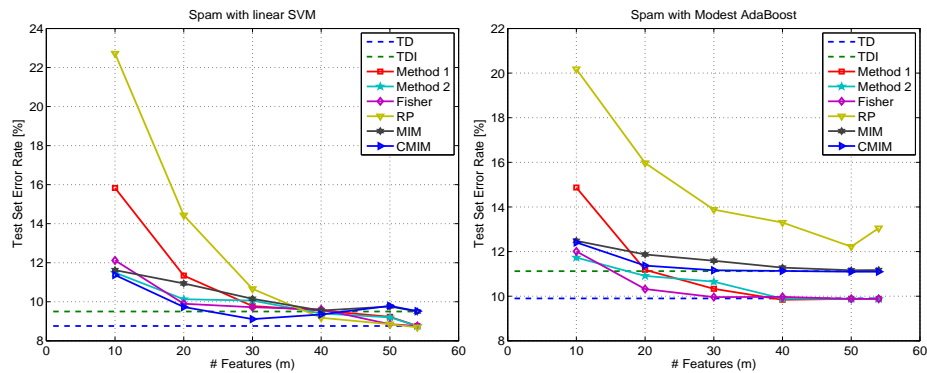 Spam with linear SVM
24
22
20
18
16
14
12
10
8
0 10 20 30 40 50 60
Test Set Error Rate [%]
# Features (m)
TD
TDI
Method 1
Method 2
Fisher
RP
MIM
CMIM
Spam with Modest AdaBoost
22
20
18
16
14
12
10
8
0 10 20 30 40 50 60
Test Set Error Rate [%]
# Features (m)
TD
TDI
Method 1
Method 2
Fisher
RP
MIM
CMIM